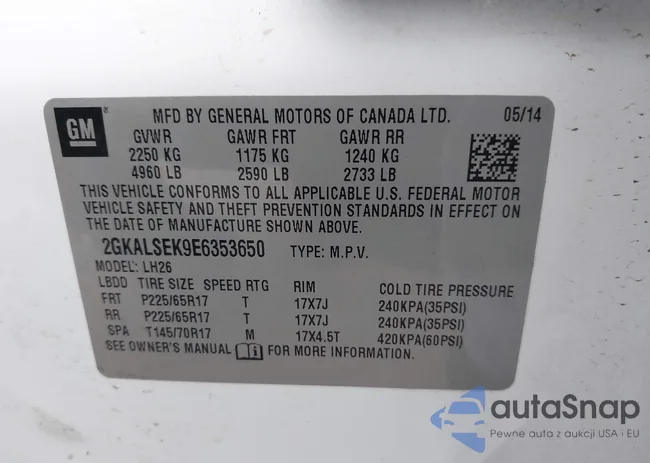 GM
MFD BY GENERAL MOTORS OF CANADA LTD. 05/14
GVWR GAWR FRT GAWR RR
2250 KG 1175 KG 1240 KG
4960 LB 2590 LB 2733 LB
THIS VEHICLE CONFORMS TO ALL APPLICABLE U.S. FEDERAL MOTOR
VEHICLE SAFETY AND THEFT PREVENTION STANDARDS IN EFFECT ON
THE DATE OF MANUFACTURE SHOWN ABOVE.
2GKALSEK9E6353650 TYPE: M.P.V.
MODEL: LH26
LBDD TIRE SIZE SPEED RTG RIM COLD TIRE PRESSURE
FRT P225/65R17 T 17X7J 240KPA(35PSI)
RR P225/65R17 T 17X7J 240KPA(35PSI)
SPA T145/70R17 M 17X4.5T 420KPA(60PSI)
SEE OWNER'S MANUAL FOR MORE INFORMATION.
autoSnap
Pewne auta z aukcji USA i EU